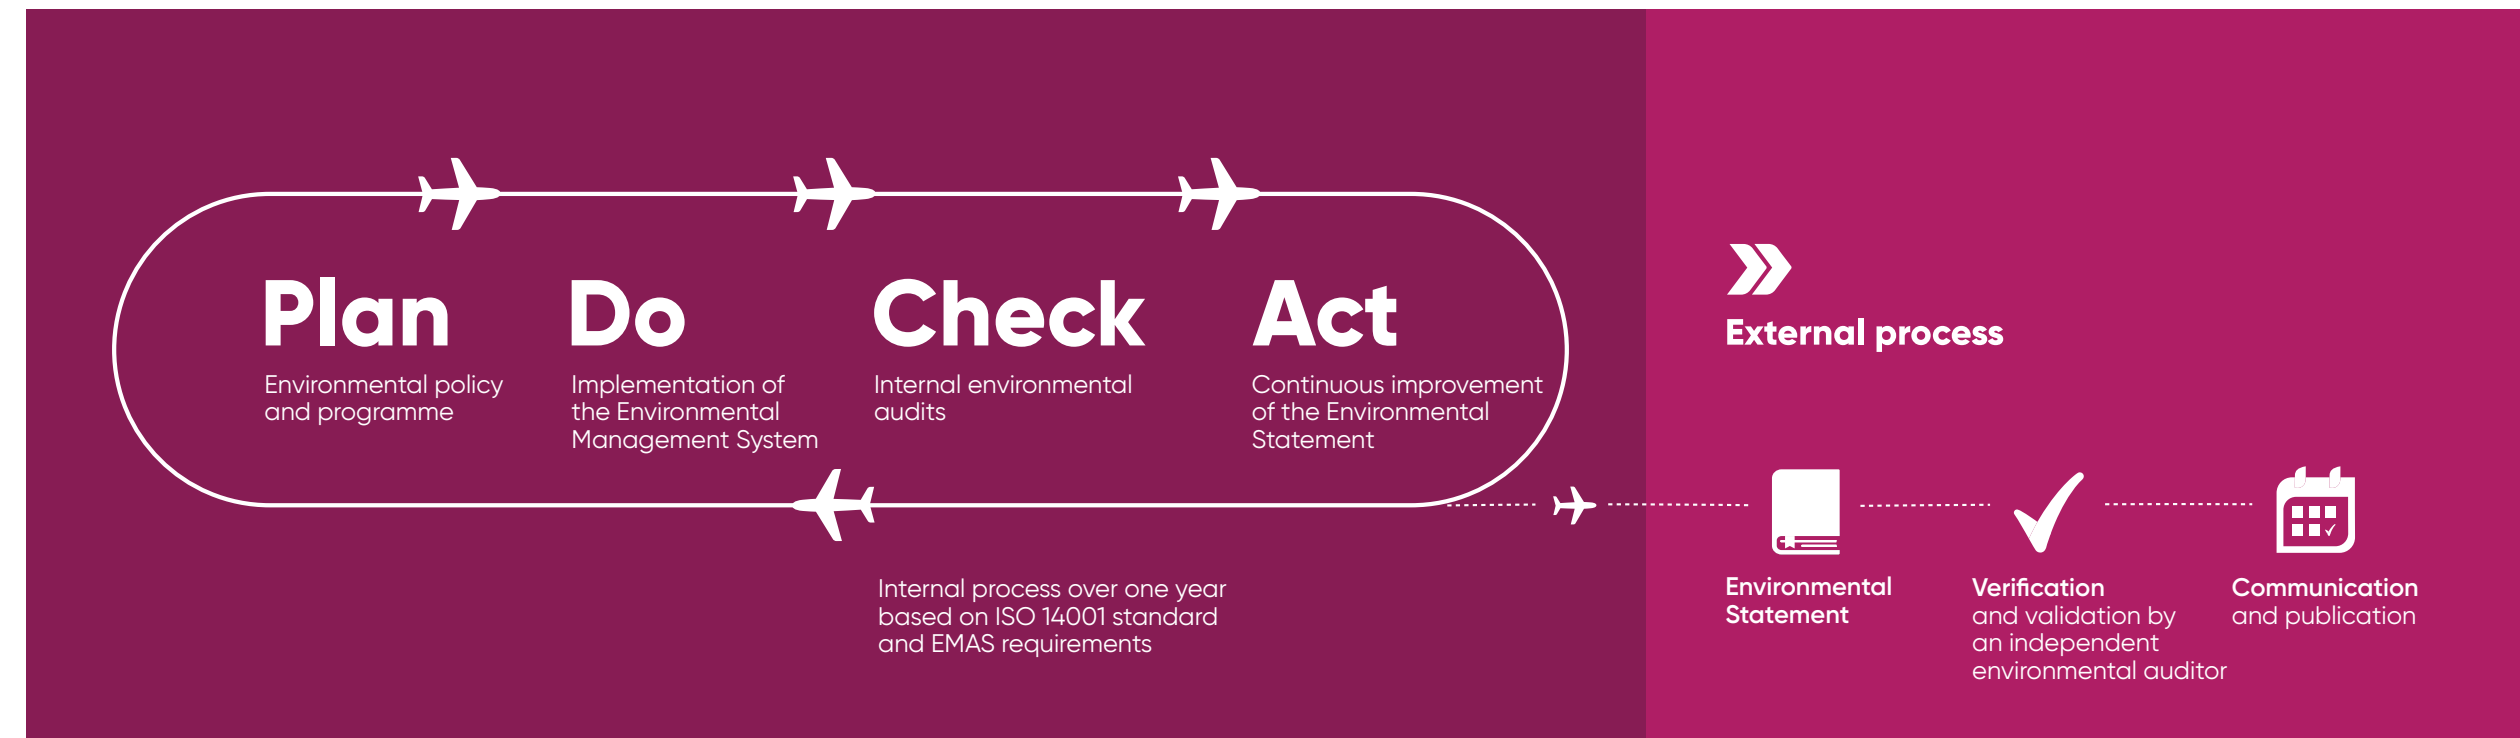 Plan
Environmental policy
and programme
Do
Implementation of
the Environmental
Management System
Check
Internal environmental
audits
Act
Continuous improvement
of the Environmental
Statement
Internal process over one year
based on ISO 14001 standard
and EMAS requirements
External process
Environmental
Statement
Verification
and validation by
an independent
environmental auditor
Communication
and publication